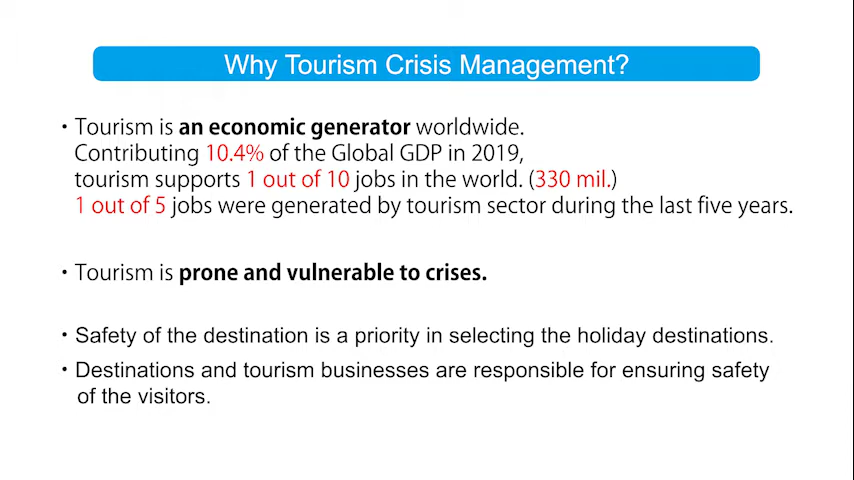 Why Tourism Crisis Management?
・Tourism is an economic generator worldwide.
Contributing 10.4% of the Global GDP in 2019,
tourism supports 1 out of 10 jobs in the world. (330 mil.)
1 out of 5 jobs were generated by tourism sector during the last five years.
・Tourism is prone and vulnerable to crises.
・Safety of the destination is a priority in selecting the holiday destinations.
・Destinations and tourism businesses are responsible for ensuring safety
of the visitors.